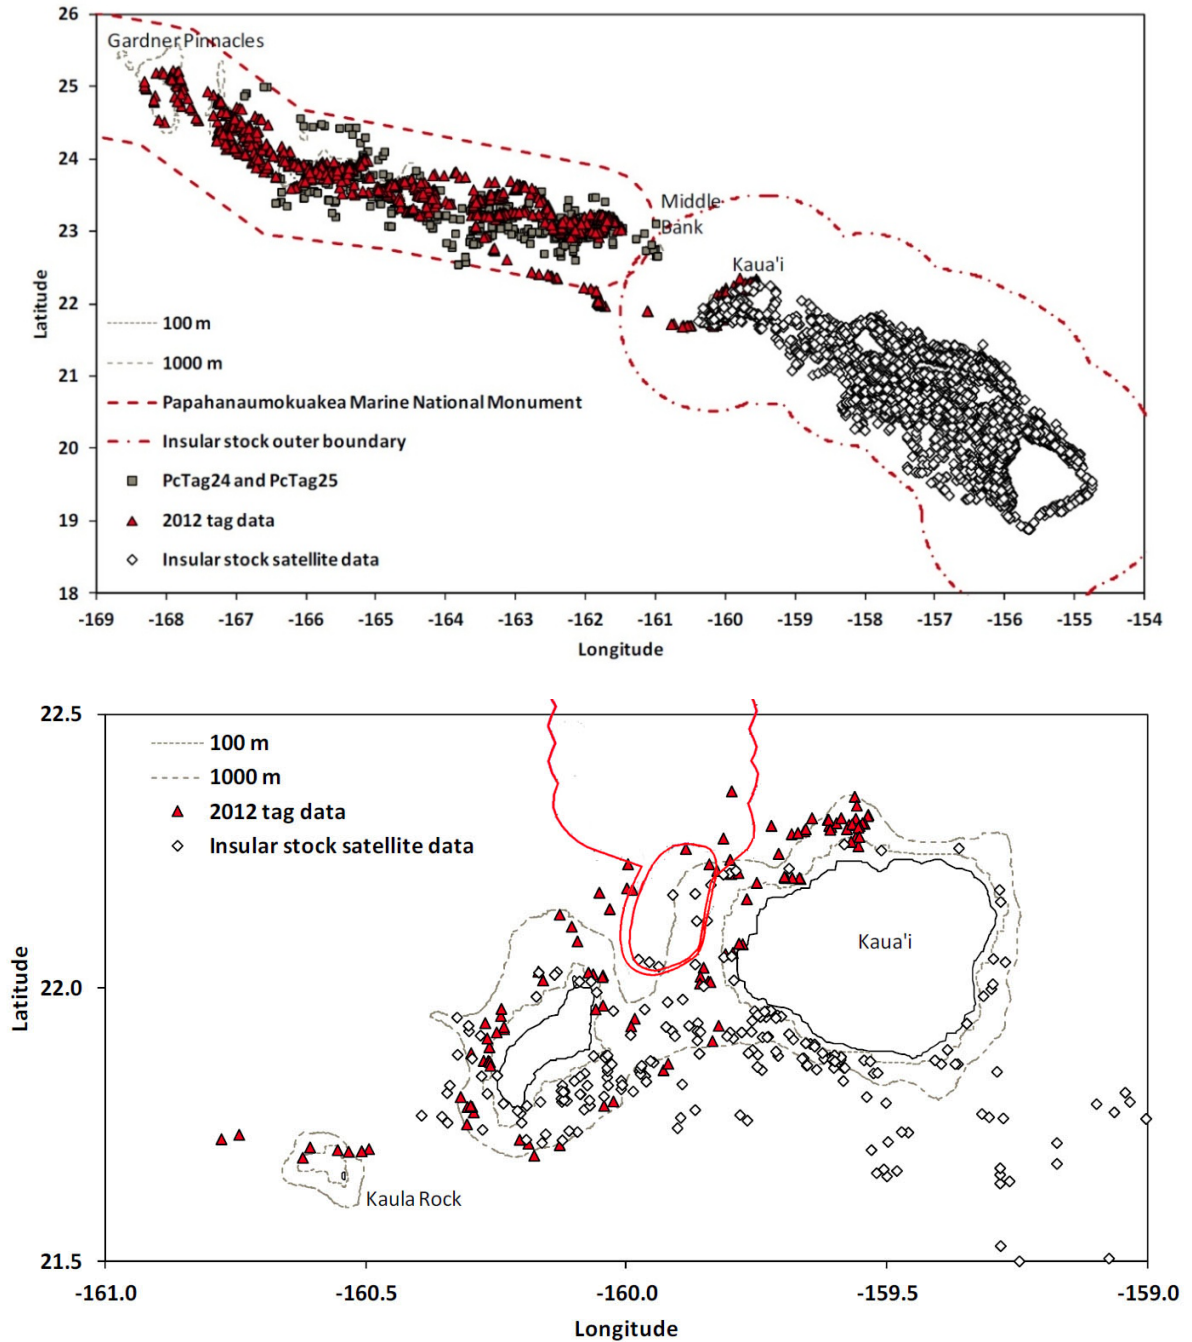 26
Gardner Pinnacles
25
24
23
22
21
20
19
18
Latitude
Middle
Bank
Kaua'i
100 m
1000 m
Papahanaumokuakea Marine National Monument
Insular stock outer boundary
PcTag24 and PcTag25
2012 tag data
Insular stock satellite data
-169 -168 -167 -166 -165 -164 -163 -162 -161 -160 -159 -158 -157 -156 -155 -154
Longitude
22.5
100 m
1000 m
2012 tag data
Insular stock satellite data
Kaua'i
22.0
Latitude
Kaula Rock
21.5
-161.0 -160.5 -160.0 -159.5 -159.0
Longitude